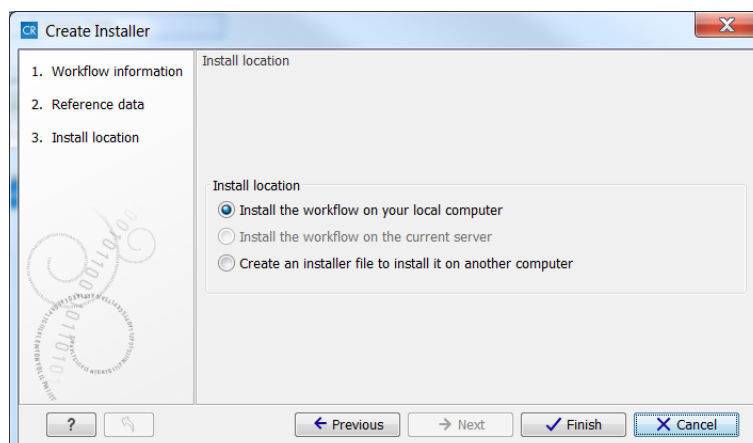 CR Create Installer
1. Workflow information
2. Reference data
3. Install location
Install location
Install location
Install the workflow on your local computer
Install the workflow on the current server
Create an installer file to install it on another computer
?
Previous
Next
Finish
Cancel